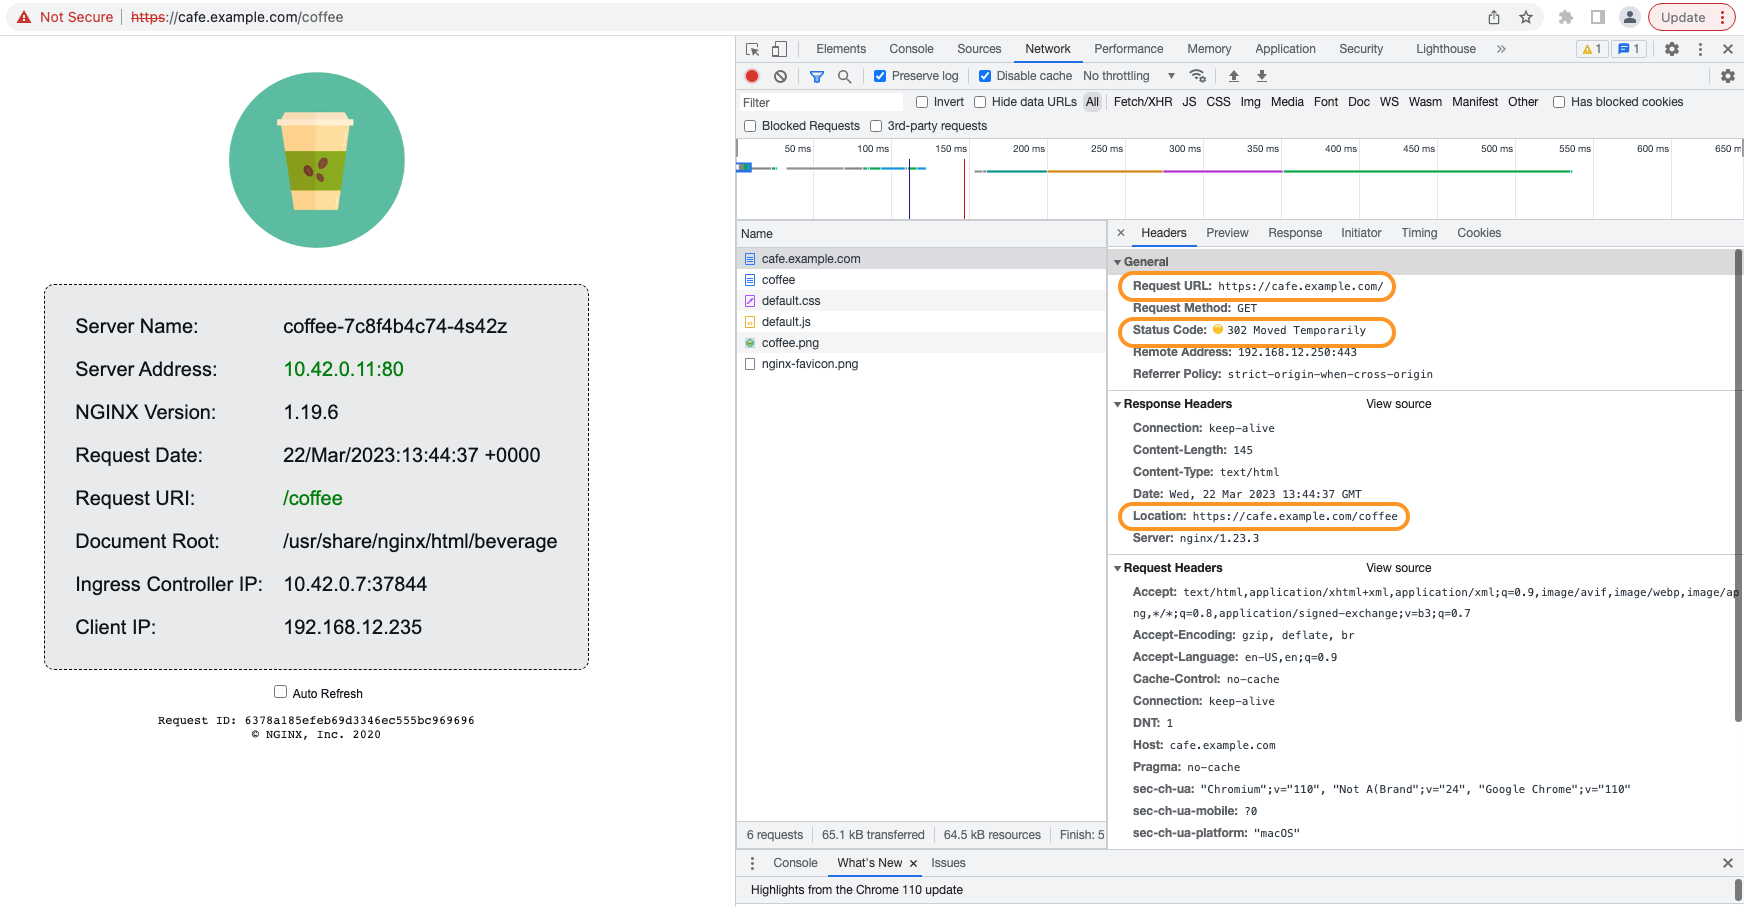 Not Secure https://cafe.example.com/coffee Update
Server Name: coffee-7c8f4b4c74-4s42z
Server Address: 10.42.0.11:80
NGINX Version: 1.19.6
Request Date: 22/Mar/2023:13:44:37 +0000
Request URI: /coffee
Document Root: /usr/share/nginx/html/beverage
Ingress Controller IP: 10.42.0.7:37844
Client IP: 192.168.12.235
Auto Refresh
Request ID: 6378a185efeb69d3346ec555bc969696
© NGINX, Inc. 2020
Elements Console Sources Network Performance Memory Application Security Lighthouse » 1 1
Preserve log Disable cache No throttling
Filter Invert Hide data URLs All Fetch/XHR JS CSS Img Media Font Doc WS Wasm Manifest Other Has blocked cookies
Blocked Requests 3rd-party requests
50 ms 100 ms 150 ms 200 ms 250 ms 300 ms 350 ms 400 ms 450 ms 500 ms 550 ms 600 ms 650 m
Name
cafe.example.com
coffee
default.css
default.js
coffee.png
nginx-favicon.png
6 requests 65.1 kB transferred 64.5 kB resources Finish: 5
Headers Preview Response Initiator Timing Cookies
General
Request URL: https://cafe.example.com/
Request Method: GET
Status Code: 302 Moved Temporarily
Remote Address: 192.168.12.250:443
Referrer Policy: strict-origin-when-cross-origin
Response Headers View source
Connection: keep-alive
Content-Length: 145
Content-Type: text/html
Date: Wed, 22 Mar 2023 13:44:37 GMT
Location: https://cafe.example.com/coffee
Server: nginx/1.23.3
Request Headers View source
Accept: text/html,application/xhtml+xml,application/xml;q=0.9,image/avif,image/webp,image/ap
ng,*/*;q=0.8,application/signed-exchange;v=b3;q=0.7
Accept-Encoding: gzip, deflate, br
Accept-Language: en-US,en;q=0.9
Cache-Control: no-cache
Connection: keep-alive
DNT: 1
Host: cafe.example.com
Pragma: no-cache
sec-ch-ua: "Chromium";v="110", "Not A(Brand";v="24", "Google Chrome";v="110"
sec-ch-ua-mobile: ?0
sec-ch-ua-platform: "macOS"
Console What's New Issues
Highlights from the Chrome 110 update